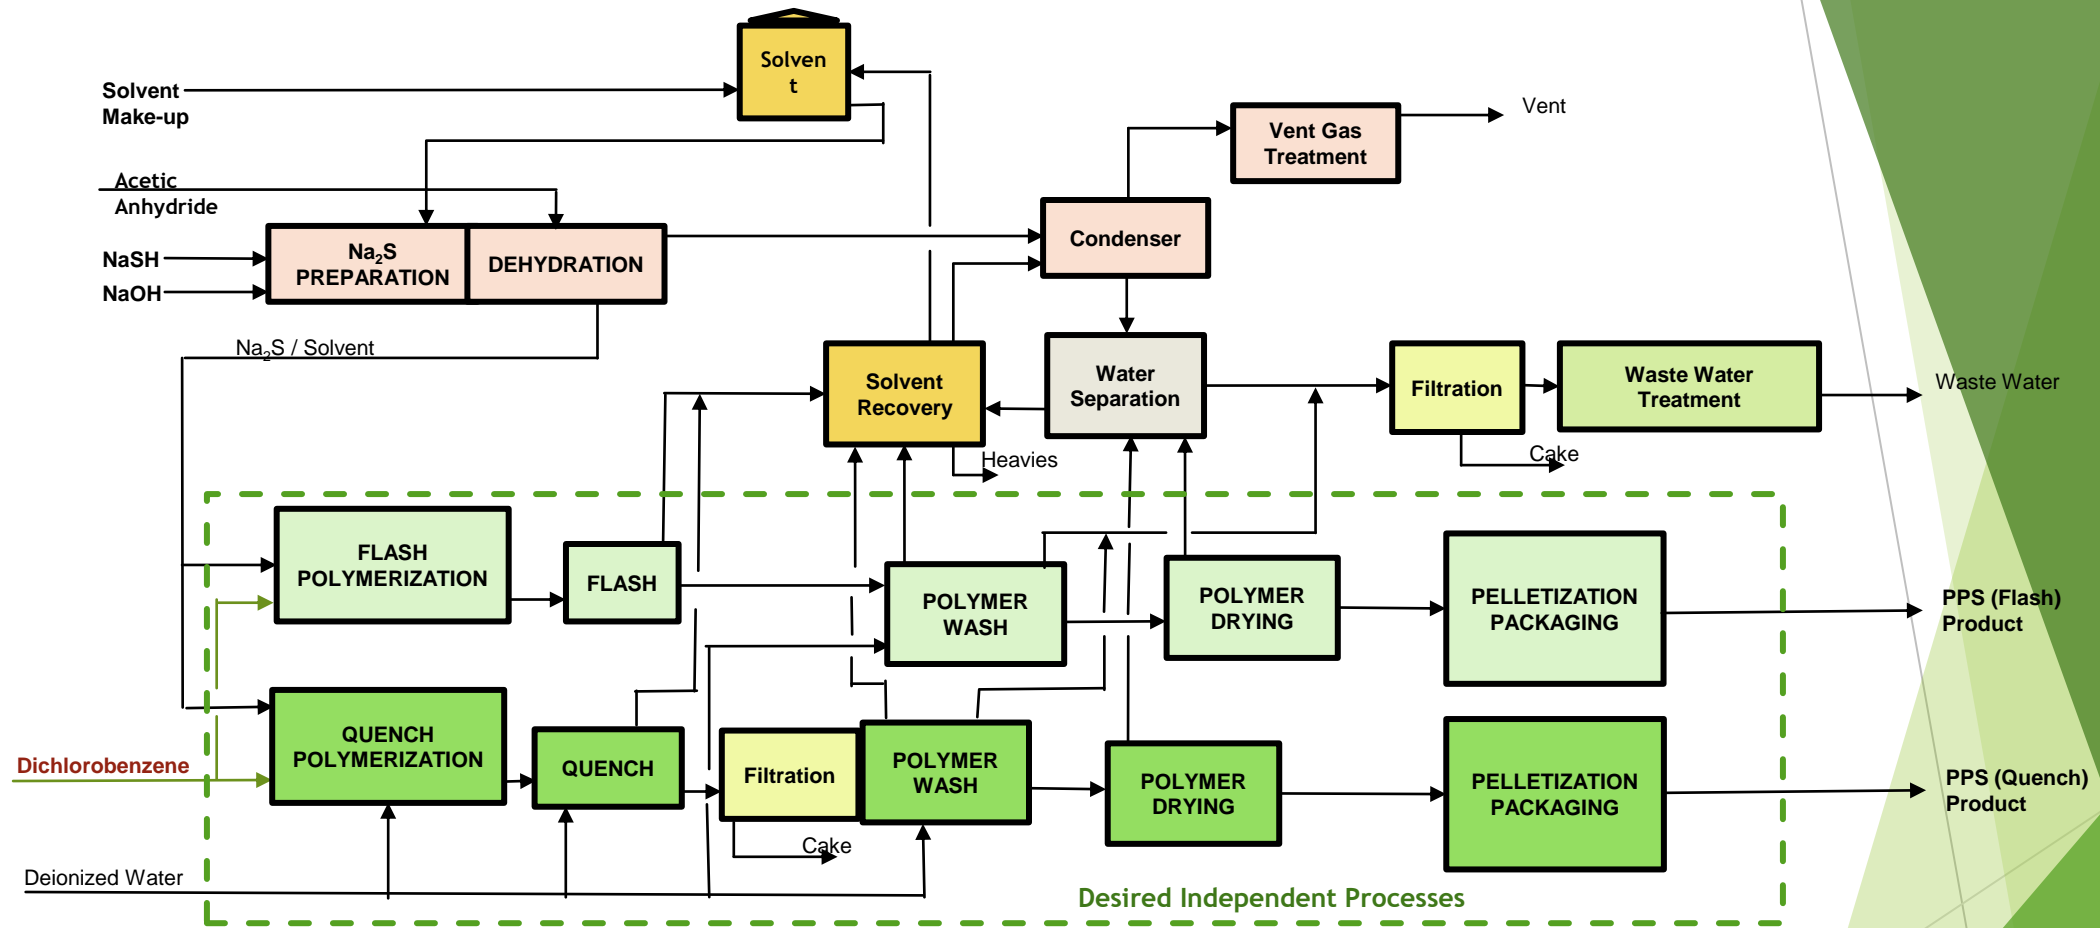 Solven
t
Solvent
Make-up
Vent
Vent Gas
Treatment
Acetic
Anhydride
Condenser
NaSH
NaOH
Na₂S
PREPARATION
DEHYDRATION
Na₂S / Solvent
Solvent
Recovery
Water
Separation
Filtration
Waste Water
Treatment
Waste Water
Heavies
Cake
FLASH
POLYMERIZATION
FLASH
POLYMER
WASH
POLYMER
DRYING
PELLETIZATION
PACKAGING
PPS (Flash)
Product
QUENCH
POLYMERIZATION
QUENCH
Filtration
POLYMER
WASH
POLYMER
DRYING
PELLETIZATION
PACKAGING
PPS (Quench)
Product
Dichlorobenzene
Cake
Deionized Water
Desired Independent Processes